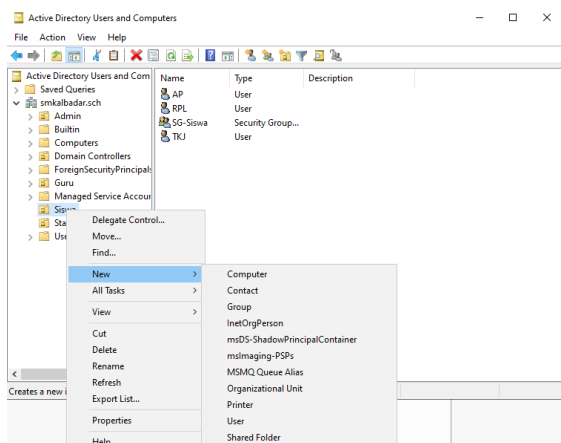 Active Directory Users and Computers
File Action View Help
Active Directory Users and Com
Saved Queries
smkalbadar.sch
Admin
Builtin
Computers
Domain Controllers
ForeignSecurityPrincipals
Guru
Managed Service Accour
Siswa
Sta
Use
Name Type Description
AP User
RPL User
SG-Siswa Security Group...
TKJ User
Delegate Control...
Move...
Find...
New
All Tasks
View
Cut
Delete
Rename
Refresh
Export List...
Properties
Help
Computer
Contact
Group
InetOrgPerson
msDS-ShadowPrincipalContainer
msImaging-PSPs
MSMQ Queue Alias
Organizational Unit
Printer
User
Shared Folder
Creates a new i